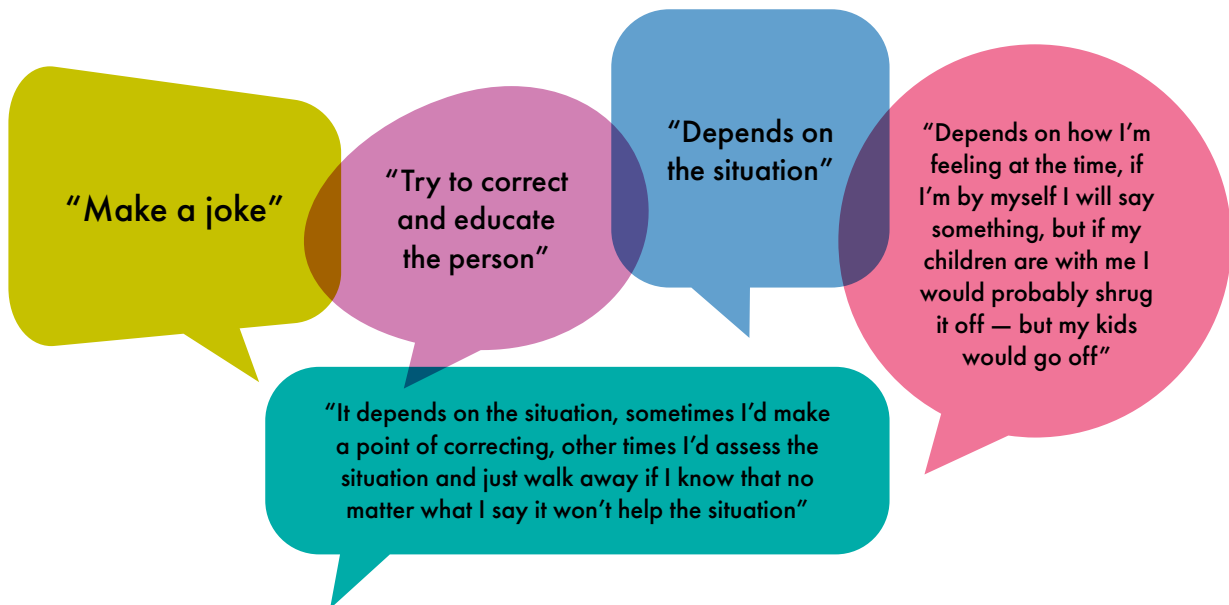 “Make a joke”
“Try to correct
and educate
the person”
“Depends on
the situation”
“Depends on how I’m
feeling at the time, if
I’m by myself I will say
something, but if my
children are with me I
would probably shrug
it off — but my kids
would go off”
“It depends on the situation, sometimes I’d make
a point of correcting, other times I’d assess the
situation and just walk away if I know that no
matter what I say it won’t help the situation”